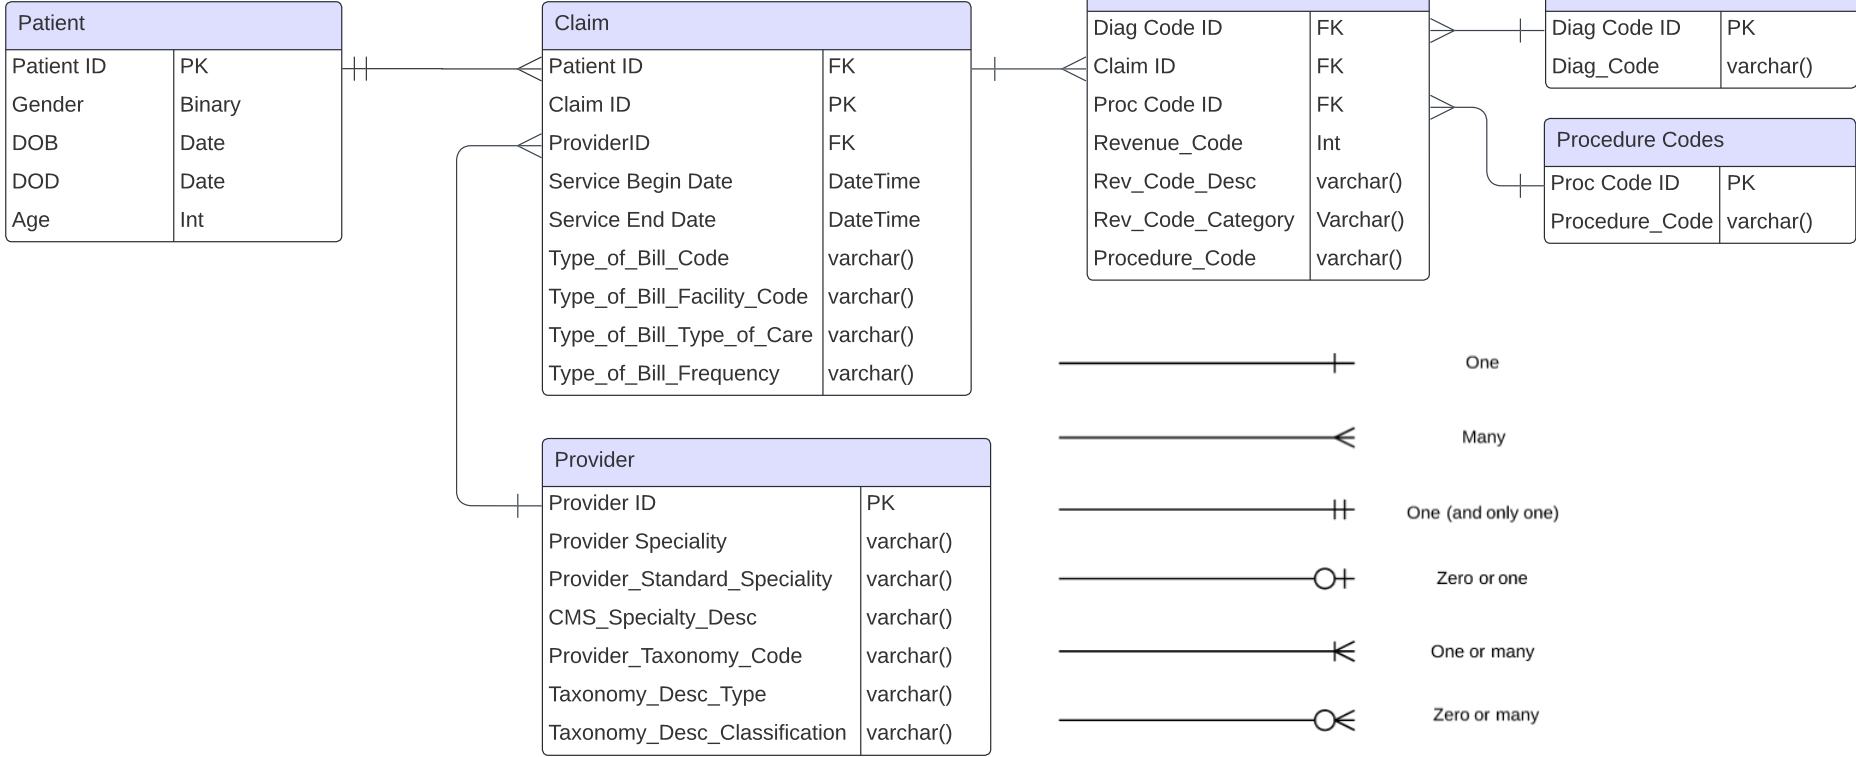 Patient
Patient ID PK
Gender Binary
DOB Date
DOD Date
Age Int
Claim
Patient ID FK
Claim ID PK
ProviderID FK
Service Begin Date DateTime
Service End Date DateTime
Type_of_Bill_Code varchar()
Type_of_Bill_Facility_Code varchar()
Type_of_Bill_Type_of_Care varchar()
Type_of_Bill_Frequency varchar()
Provider
Provider ID PK
Provider Speciality varchar()
Provider_Standard_Speciality varchar()
CMS_Specialty_Desc varchar()
Provider_Taxonomy_Code varchar()
Taxonomy_Desc_Type varchar()
Taxonomy_Desc_Classification varchar()
Diag Code ID FK
Claim ID FK
Proc Code ID FK
Revenue_Code Int
Rev_Code_Desc varchar()
Rev_Code_Category Varchar()
Procedure_Code varchar()
Diag Code ID PK
Diag_Code varchar()
Procedure Codes
Proc Code ID PK
Procedure_Code varchar()
One
Many
One (and only one)
Zero or one
One or many
Zero or many